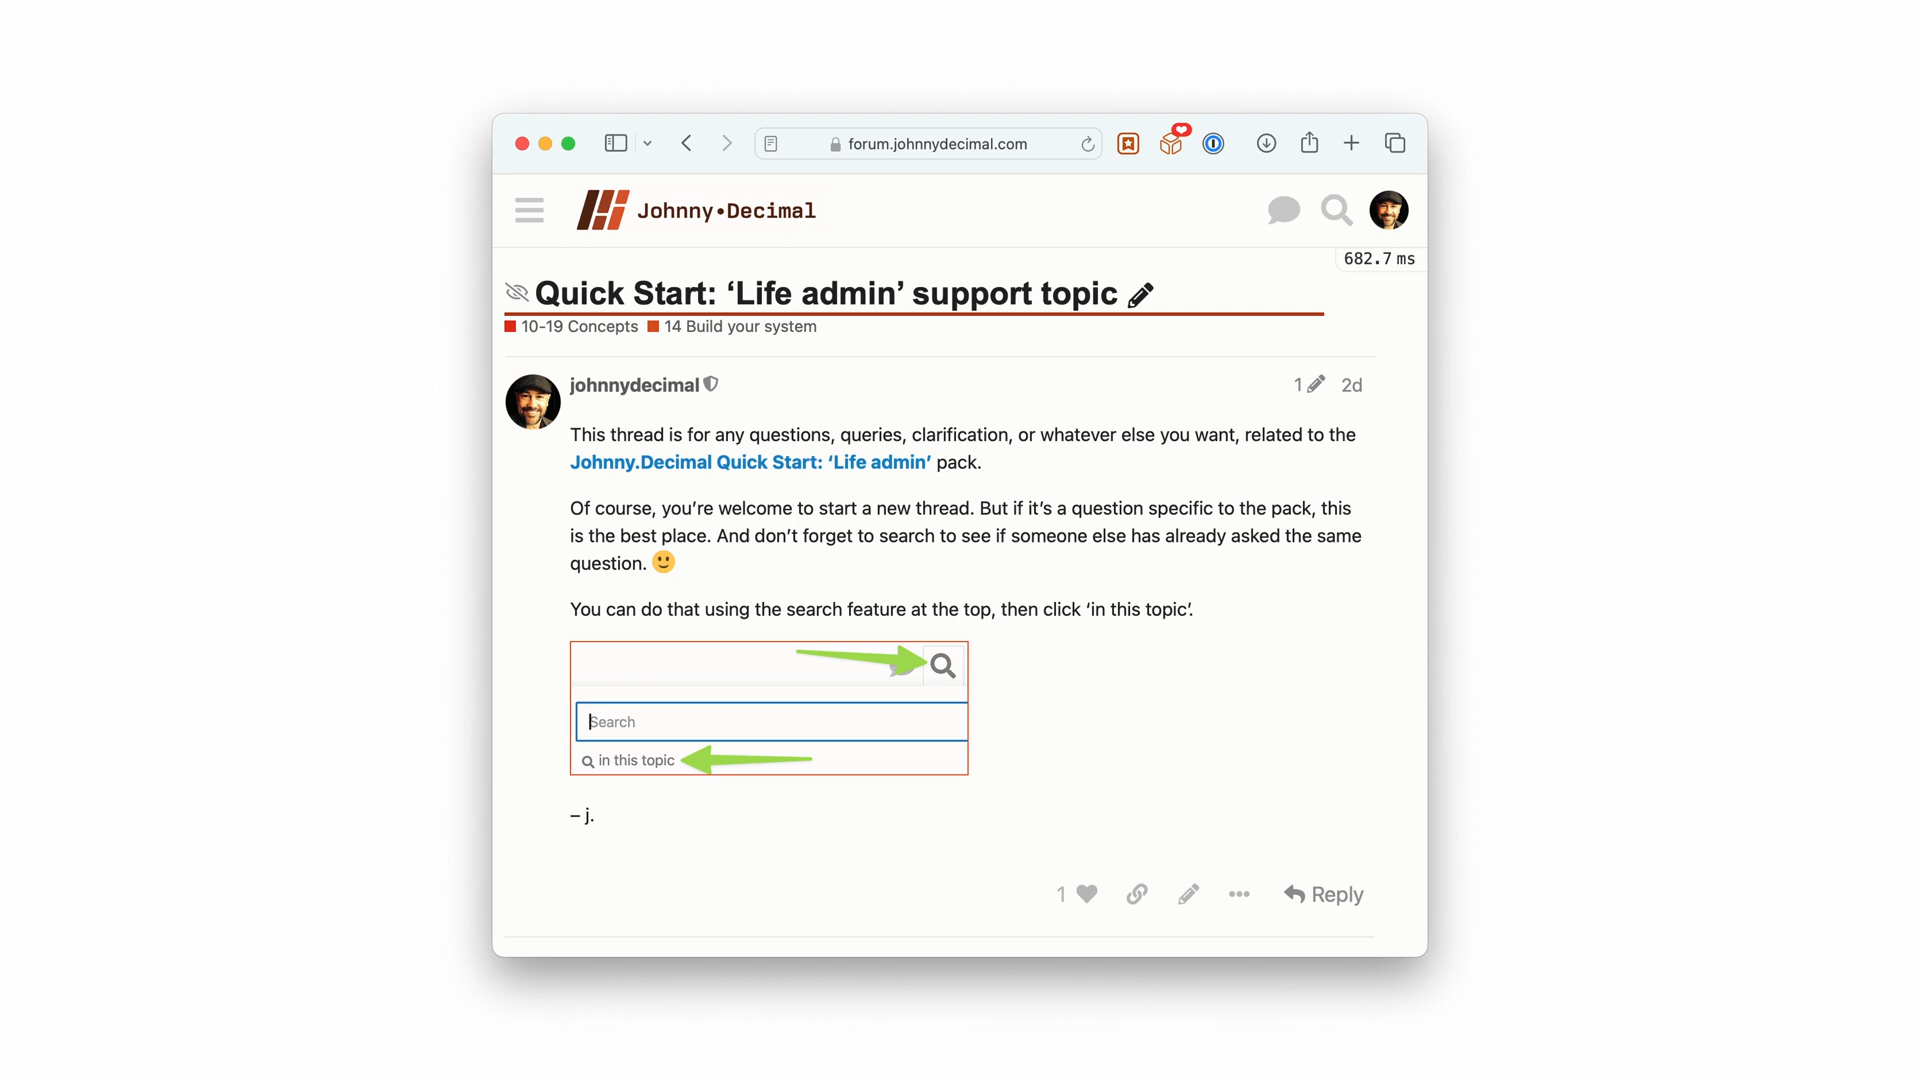 forum.johnnydecimal.com
Johnny•Decimal
682.7 ms
Quick Start: ‘Life admin’ support topic
10-19 Concepts 14 Build your system
johnnydecimal 1 2d
This thread is for any questions, queries, clarification, or whatever else you want, related to the
Johnny.Decimal Quick Start: ‘Life admin’ pack.
Of course, you’re welcome to start a new thread. But if it’s a question specific to the pack, this
is the best place. And don’t forget to search to see if someone else has already asked the same
question. 🙂
You can do that using the search feature at the top, then click ‘in this topic’.
Search
in this topic
– j.
1 Reply